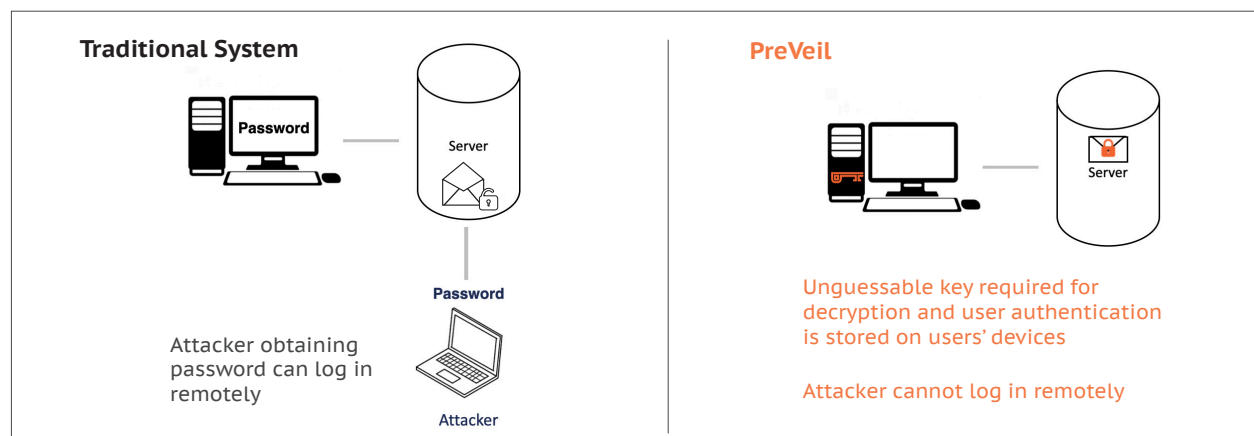 Traditional System
Password
Server
Password
Attacker obtaining
password can log in
remotely
Attacker
PreVeil
Server
Unguessable key required for
decryption and user authentication
is stored on users’ devices
Attacker cannot log in remotely